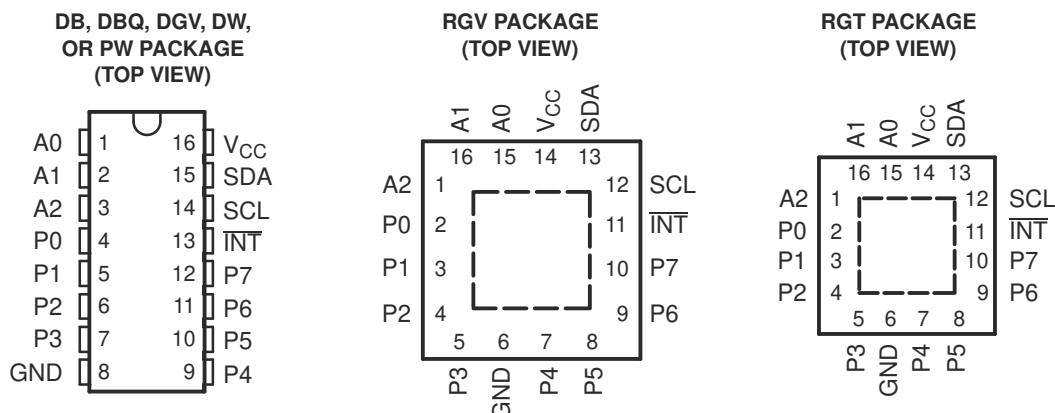 DB, DBQ, DGV, DW,
OR PW PACKAGE
(TOP VIEW)
A0 1 16 VCC
A1 2 15 SDA
A2 3 14 SCL
P0 4 13 INT
P1 5 12 P7
P2 6 11 P6
P3 7 10 P5
GND 8 9 P4
RGV PACKAGE
(TOP VIEW)
A1 A0 VCC SDA
16 15 14 13
A2 1 12 SCL
P0 2 11 INT
P1 3 10 P7
P2 4 9 P6
5 6 7 8
P3 GND P4 P5
RGT PACKAGE
(TOP VIEW)
A1 A0 VCC SDA
16 15 14 13
A2 1 12 SCL
P0 2 11 INT
P1 3 10 P7
P2 4 9 P6
5 6 7 8
P3 GND P4 P5